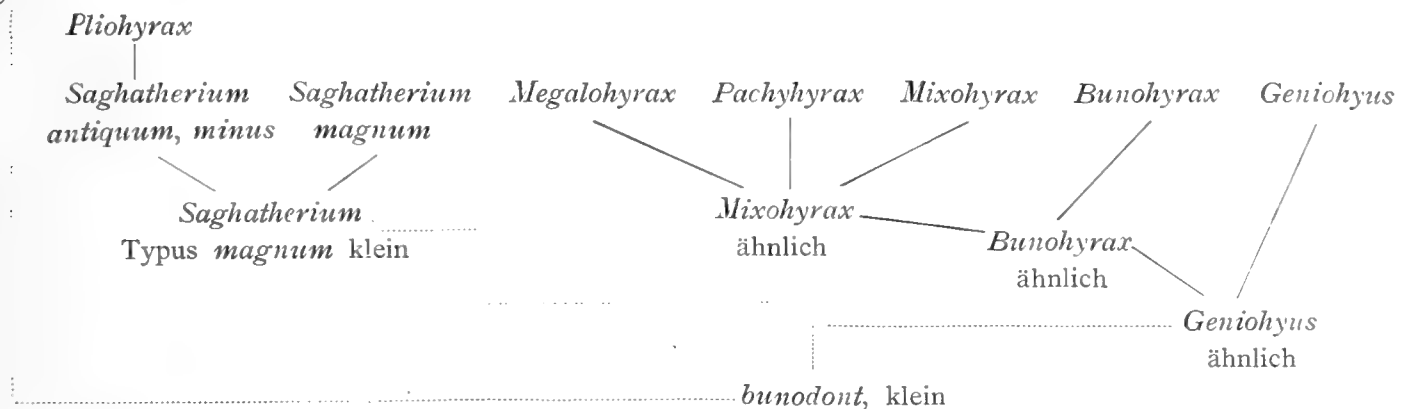 Pliohyrax
Saghatherium Saghatherium Megalohyrax Pachyhyrax Mixohyrax Bunohyrax Geniohyus
antiquum, minus magnum
Saghatherium Mixohyrax
Typus magnum klein ähnlich Bunohyrax
ähnlich
Geniohyus
ähnlich
bunodont, klein